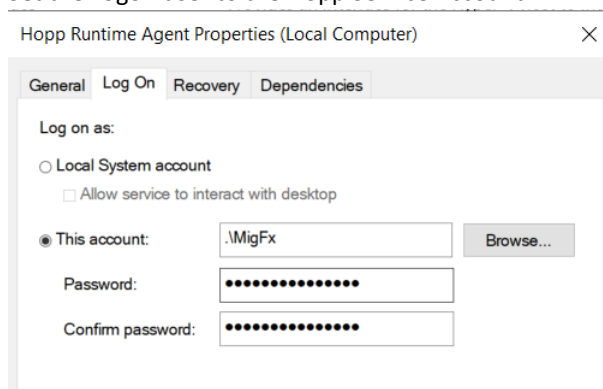 Hopp Runtime Agent Properties (Local Computer)
General Log On Recovery Dependencies
Log on as:
Local System account
Allow service to interact with desktop
This account: .\MigFx Browse...
Password: •••••••••••••••
Confirm password: •••••••••••••••